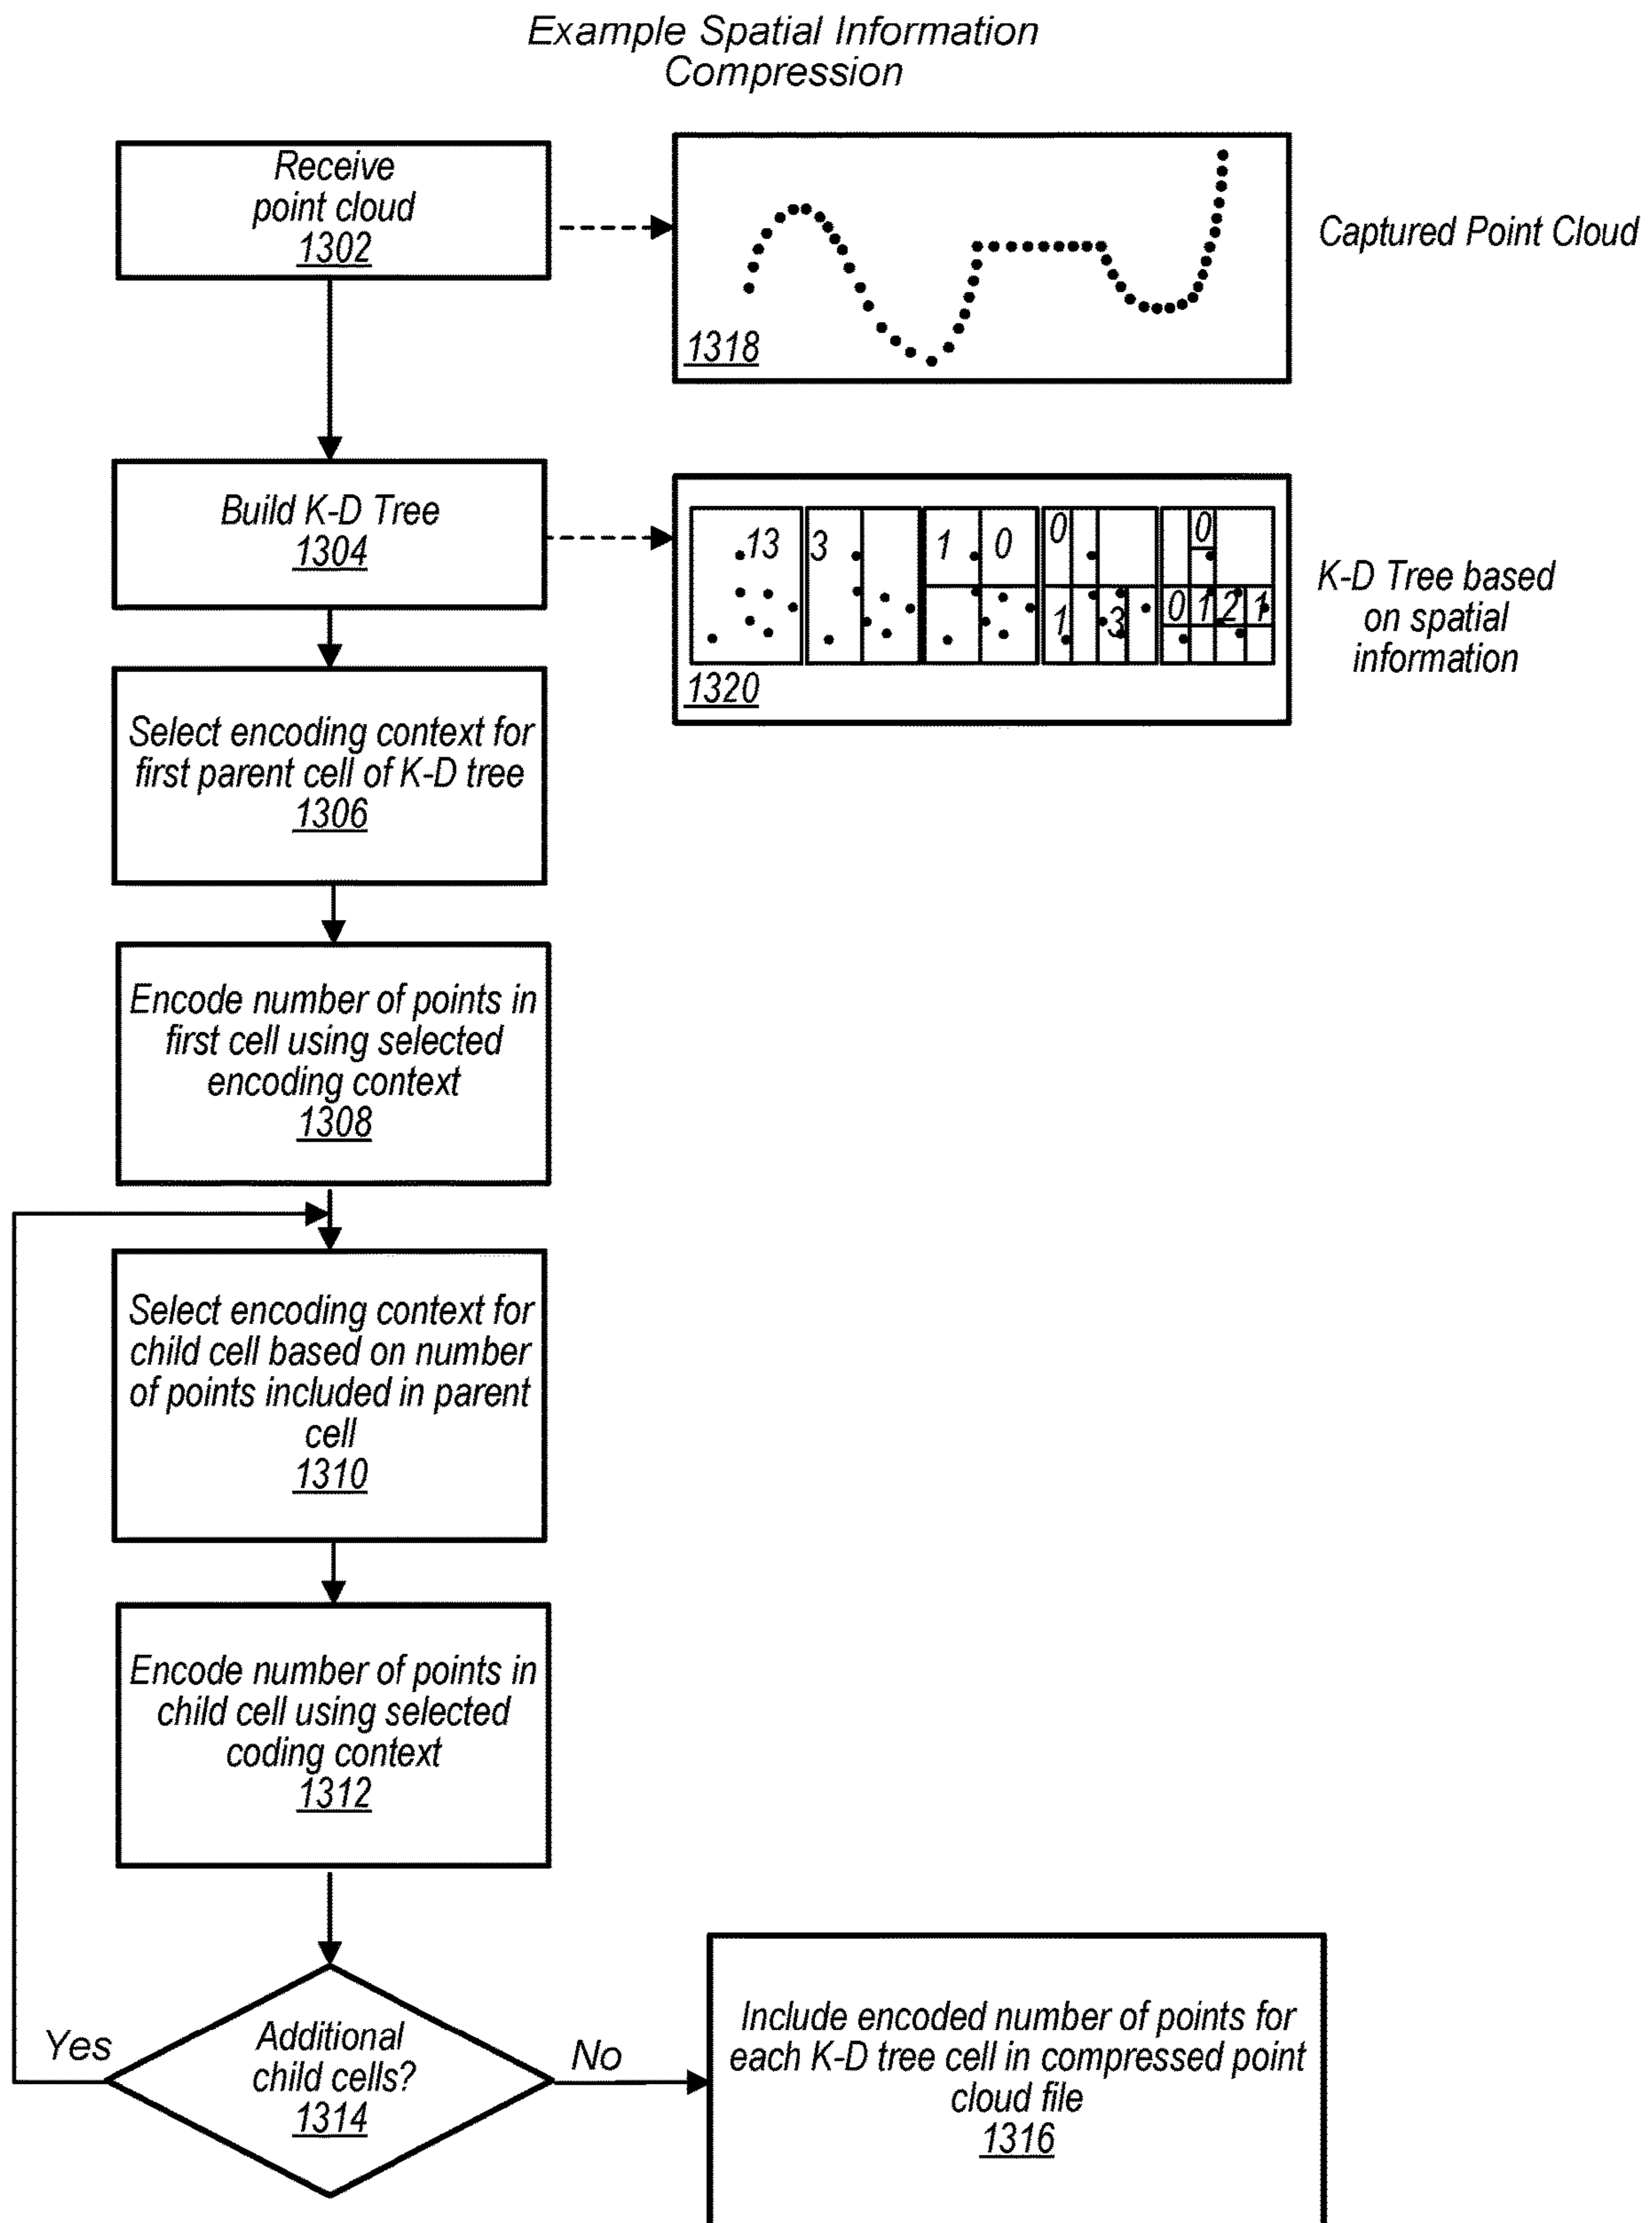 Example Spatial Information
Compression
Receive
point cloud
1302
1318
Captured Point Cloud
Build K-D Tree
1304
13 3 1 0 0 0
1 3 0 1 2 1
1320
K-D Tree based
on spatial
information
Select encoding context for
first parent cell of K-D tree
1306
Encode number of points in
first cell using selected
encoding context
1308
Select encoding context for
child cell based on number
of points included in parent
cell
1310
Encode number of points in
child cell using selected
coding context
1312
Additional
child cells?
1314
Yes
No
Include encoded number of points for
each K-D tree cell in compressed point
cloud file
1316